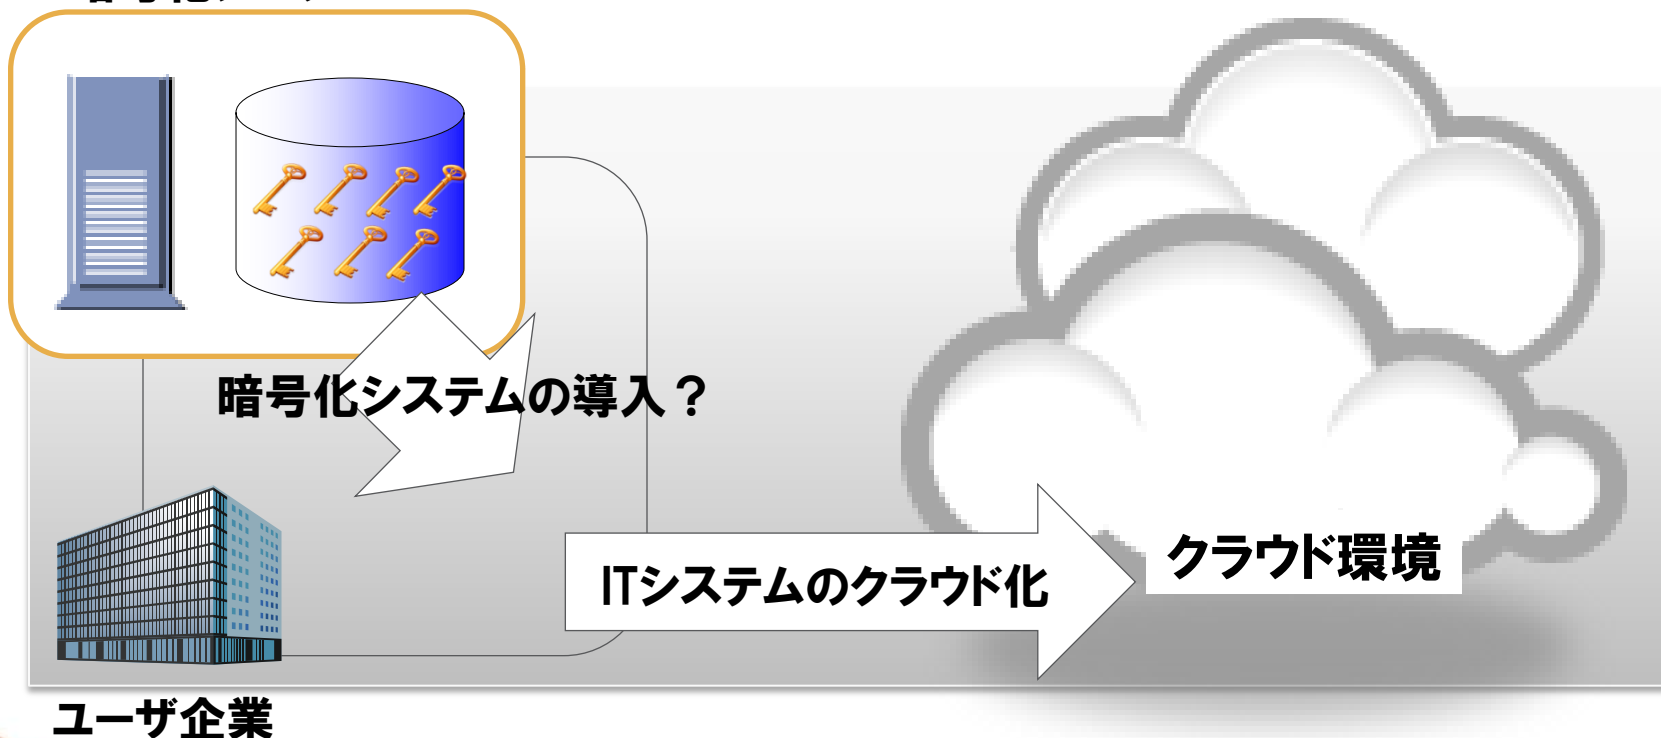 暗号化システムの導入？
ITシステムのクラウド化
クラウド環境
ユーザ企業